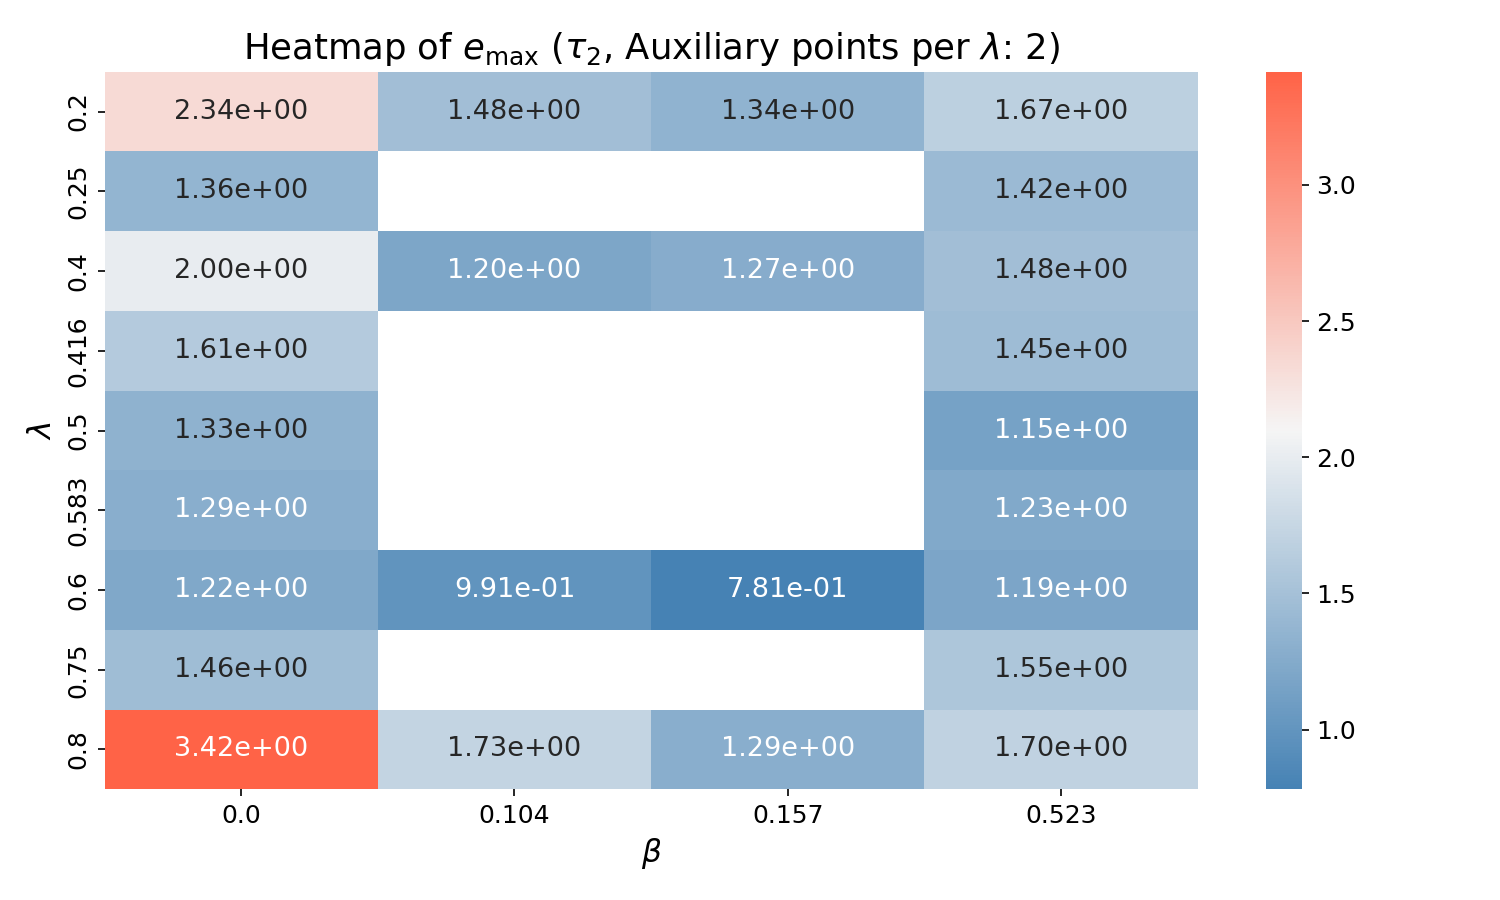 Heatmap of e_max (τ_2, Auxiliary points per λ: 2)
λ
0.2 2.34e+00 1.48e+00 1.34e+00 1.67e+00
0.25 1.36e+00 1.42e+00
0.4 2.00e+00 1.20e+00 1.27e+00 1.48e+00
0.416 1.61e+00 1.45e+00
0.5 1.33e+00 1.15e+00
0.583 1.29e+00 1.23e+00
0.6 1.22e+00 9.91e-01 7.81e-01 1.19e+00
0.75 1.46e+00 1.55e+00
0.8 3.42e+00 1.73e+00 1.29e+00 1.70e+00
0.0 0.104 0.157 0.523
β
3.0
2.5
2.0
1.5
1.0